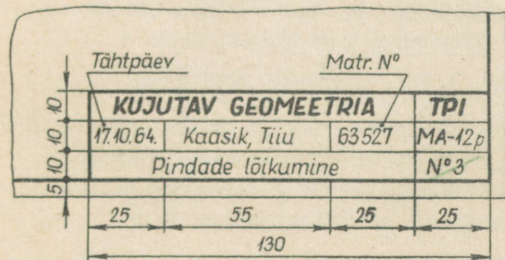 Tähtpäev Matr. Nº
10 KUJUTAV GEOMEETRIA TPI
10 17.10.64. Kaasik, Tiiu 63527 MA-12p
10 Pindade lõikumine Nº3
5
25 55 25 25
130